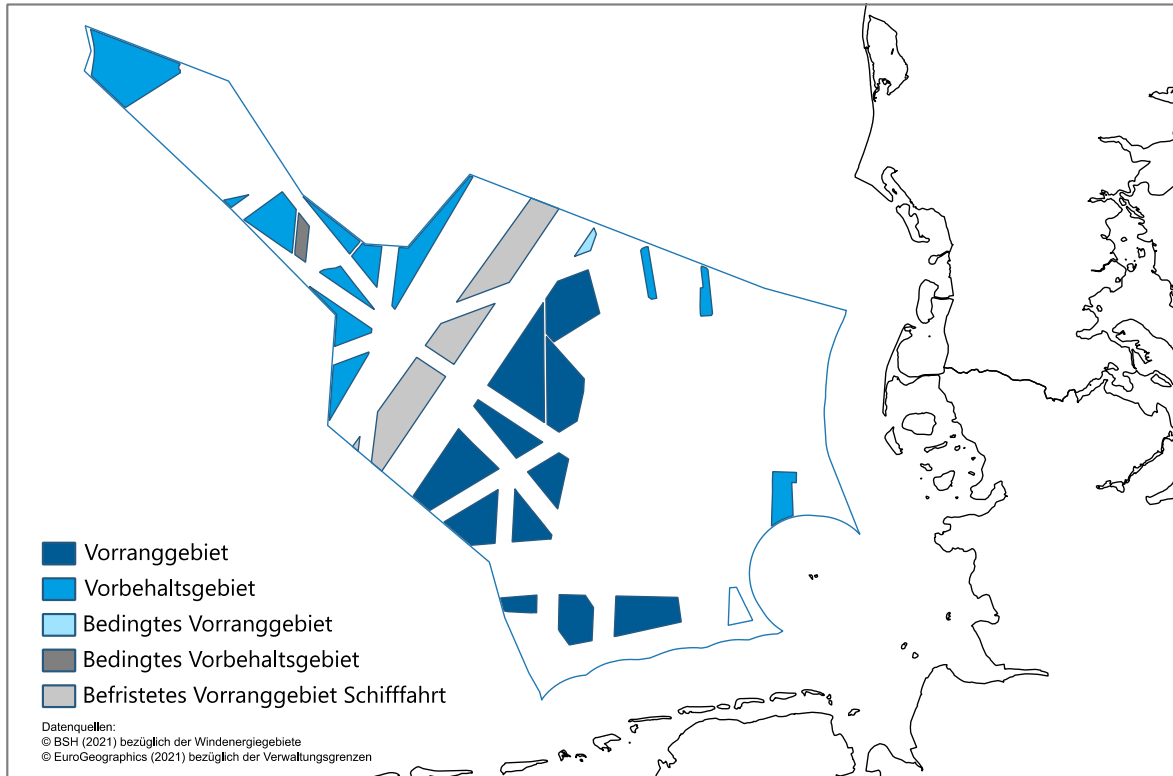 Vorranggebiet
Vorbehaltsgebiet
Bedingtes Vorranggebiet
Bedingtes Vorbehaltsgebiet
Befristetes Vorranggebiet Schifffahrt
Datenquellen:
© BSH (2021) bezüglich der Windenergiegebiete
© EuroGeographics (2021) bezüglich der Verwaltungsgrenzen